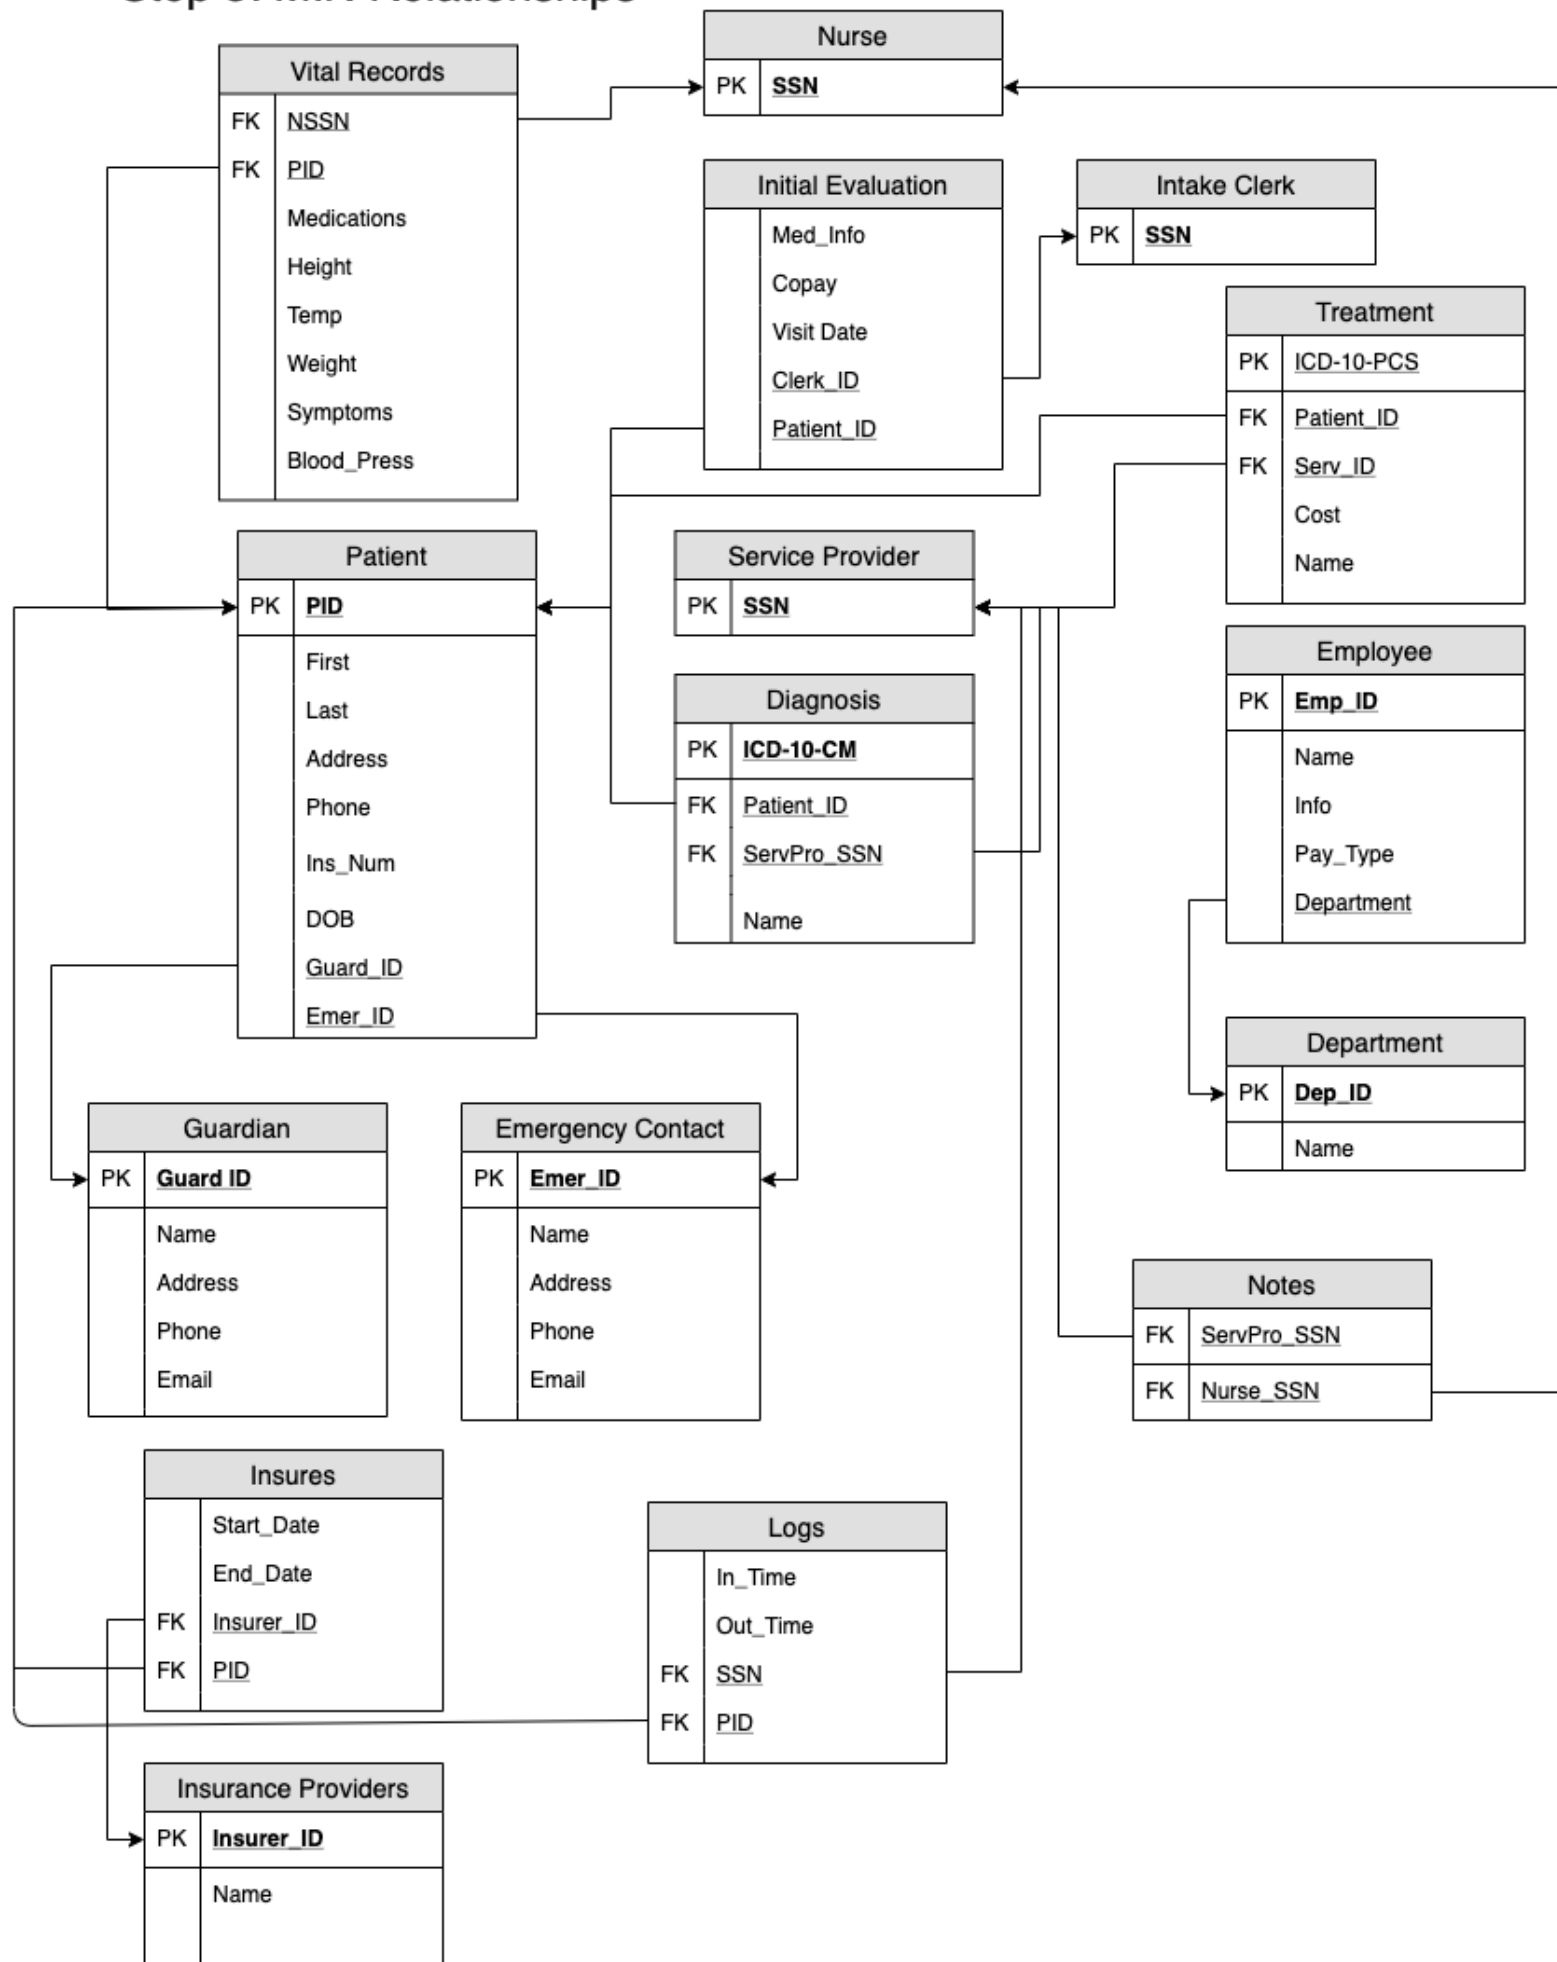 Nurse
PK SSN
Vital Records
FK NSSN
FK PID
Medications
Height
Temp
Weight
Symptoms
Blood_Press
Initial Evaluation
Med_Info
Copay
Visit Date
Clerk_ID
Patient_ID
Intake Clerk
PK SSN
Treatment
PK ICD-10-PCS
FK Patient_ID
FK Serv_ID
Cost
Name
Patient
PK PID
First
Last
Address
Phone
Ins_Num
DOB
Guard_ID
Emer_ID
Service Provider
PK SSN
Diagnosis
PK ICD-10-CM
FK Patient_ID
FK ServPro_SSN
Name
Employee
PK Emp_ID
Name
Info
Pay_Type
Department
Department
PK Dep_ID
Name
Guardian
PK Guard ID
Name
Address
Phone
Email
Emergency Contact
PK Emer_ID
Name
Address
Phone
Email
Notes
FK ServPro_SSN
FK Nurse_SSN
Insures
Start_Date
End_Date
FK Insurer_ID
FK PID
Logs
In_Time
Out_Time
FK SSN
FK PID
Insurance Providers
PK Insurer_ID
Name